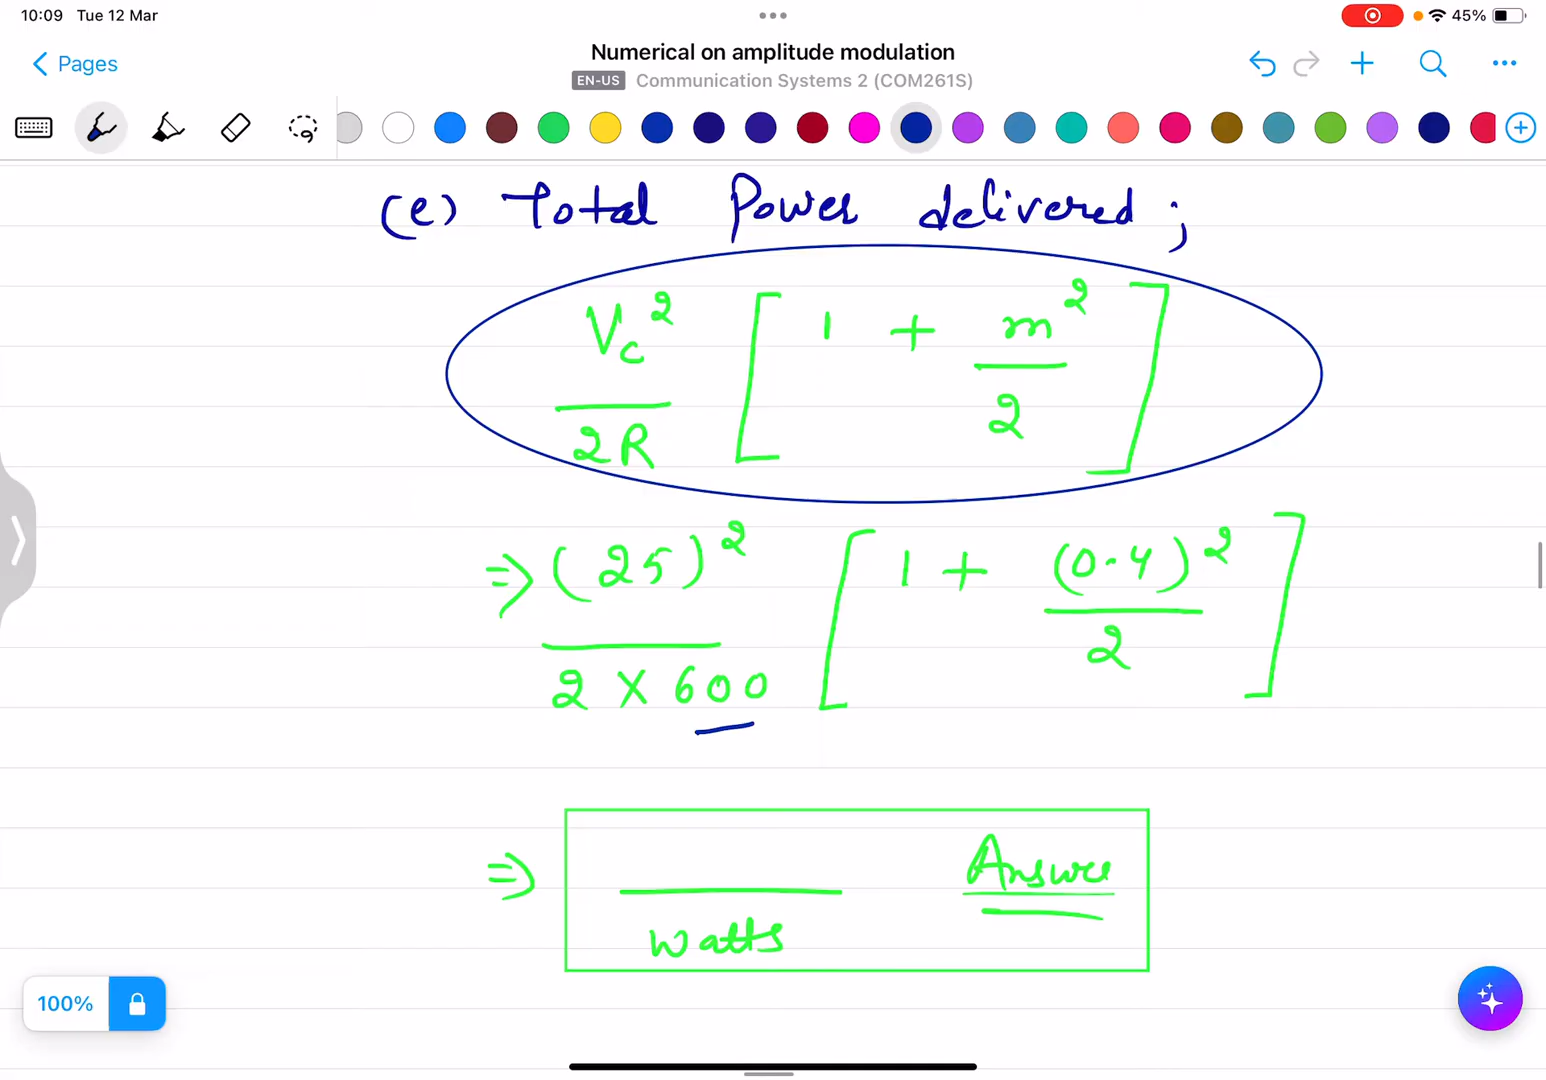 10:09 Tue 12 Mar
45%
Pages
Numerical on amplitude modulation
EN-US Communication Systems 2 (COM261S)
(e) Total Power delivered ;
Vc² / 2R [ 1 + m² / 2 ]
=> (25)² / 2 × 600 [ 1 + (0.4)² / 2 ]
=> ____ Answer
watts
100%